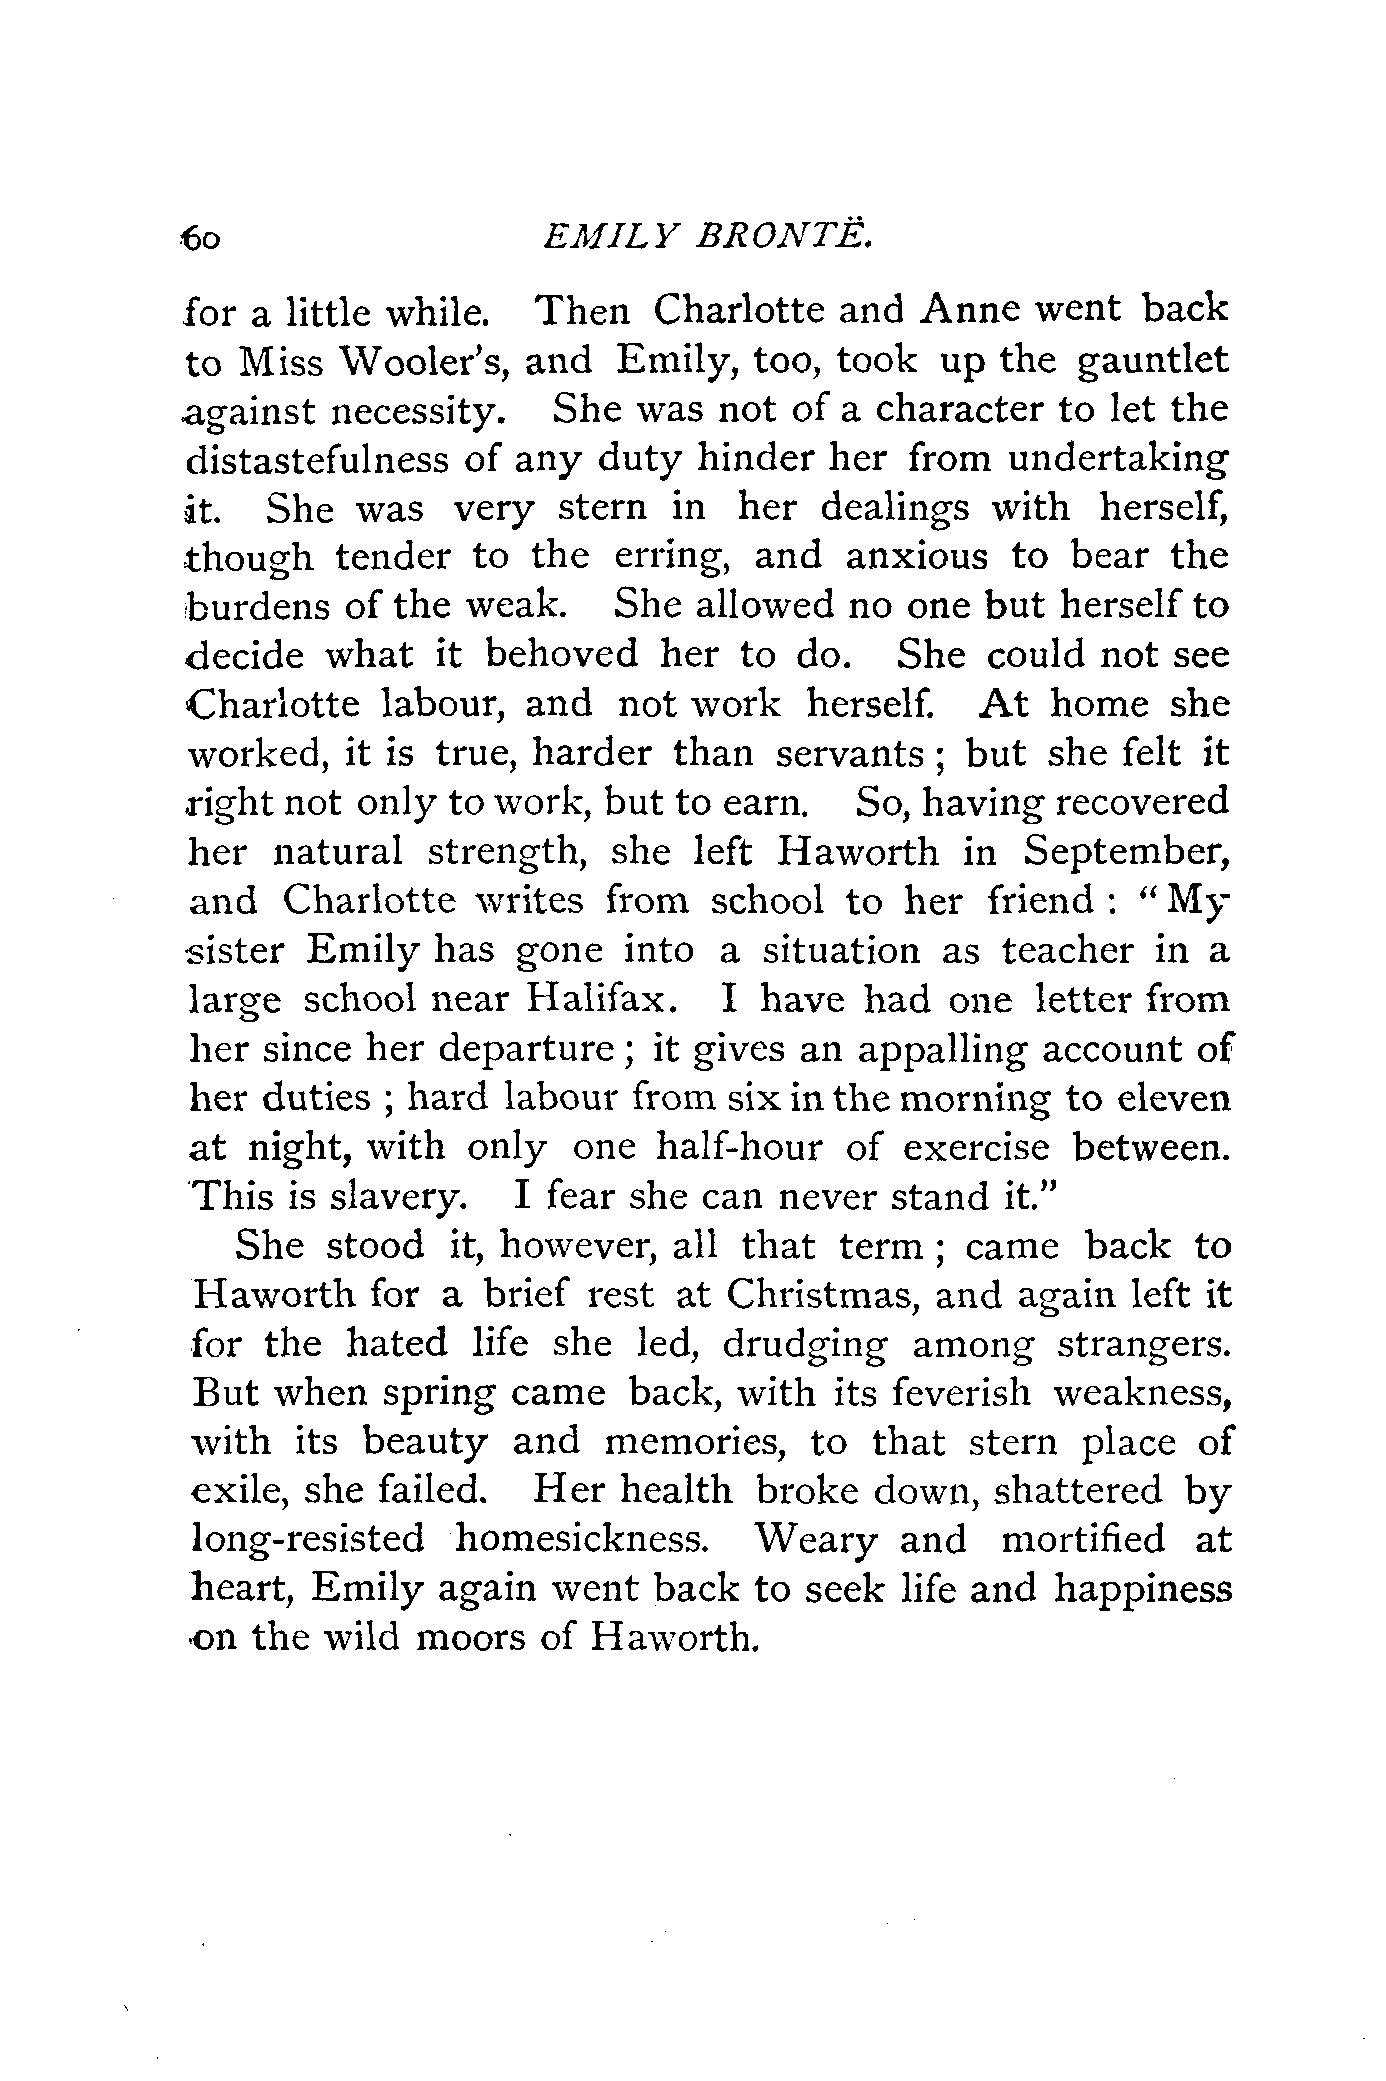 60 EMILY BRONTË.
for a little while. Then Charlotte and Anne went back
to Miss Wooler's, and Emily, too, took up the gauntlet
against necessity. She was not of a character to let the
distastefulness of any duty hinder her from undertaking
it. She was very stern in her dealings with herself,
though tender to the erring, and anxious to bear the
burdens of the weak. She allowed no one but herself to
decide what it behoved her to do. She could not see
Charlotte labour, and not work herself. At home she
worked, it is true, harder than servants ; but she felt it
right not only to work, but to earn. So, having recovered
her natural strength, she left Haworth in September,
and Charlotte writes from school to her friend : “ My
sister Emily has gone into a situation as teacher in a
large school near Halifax. I have had one letter from
her since her departure ; it gives an appalling account of
her duties ; hard labour from six in the morning to eleven
at night, with only one half-hour of exercise between.
This is slavery. I fear she can never stand it.”
She stood it, however, all that term ; came back to
Haworth for a brief rest at Christmas, and again left it
for the hated life she led, drudging among strangers.
But when spring came back, with its feverish weakness,
with its beauty and memories, to that stern place of
exile, she failed. Her health broke down, shattered by
long-resisted homesickness. Weary and mortified at
heart, Emily again went back to seek life and happiness
on the wild moors of Haworth.